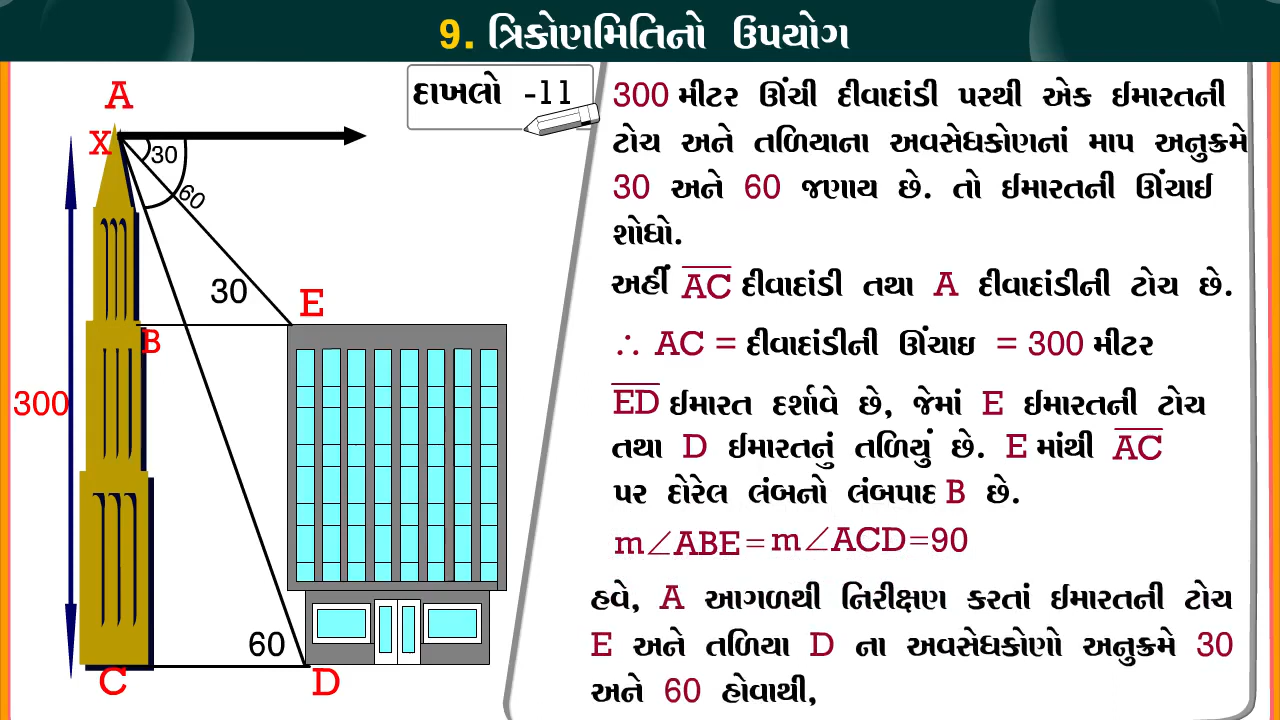 9. ત્રિકોણમિતિનો ઉપયોગ
દાખલો -11
A
X
30
60
30
E
B
300
60
C
D
300 મીટર ઊંચી દીવાદાંડી પરથી એક ઈમારતની
ટોચ અને તળિયાના અવસેધકોણનાં માપ અનુક્રમે
30 અને 60 જણાય છે. તો ઈમારતની ઊંચાઈ
શોધો.
અહીં A̅C̅ દીવાદાંડી તથા A દીવાદાંડીની ટોચ છે.
∴ AC = દીવાદાંડીની ઊંચાઇ = 300 મીટર
E̅D̅ ઈમારત દર્શાવે છે, જેમાં E ઈમારતની ટોચ
તથા D ઈમારતનું તળિયું છે. E માંથી A̅C̅
પર દોરેલ લંબનો લંબપાદ B છે.
m∠ABE = m∠ACD=90
હવે, A આગળથી નિરીક્ષણ કરતાં ઈમારતની ટોચ
E અને તળિયા D ના અવસેધકોણો અનુક્રમે 30
અને 60 હોવાથી,